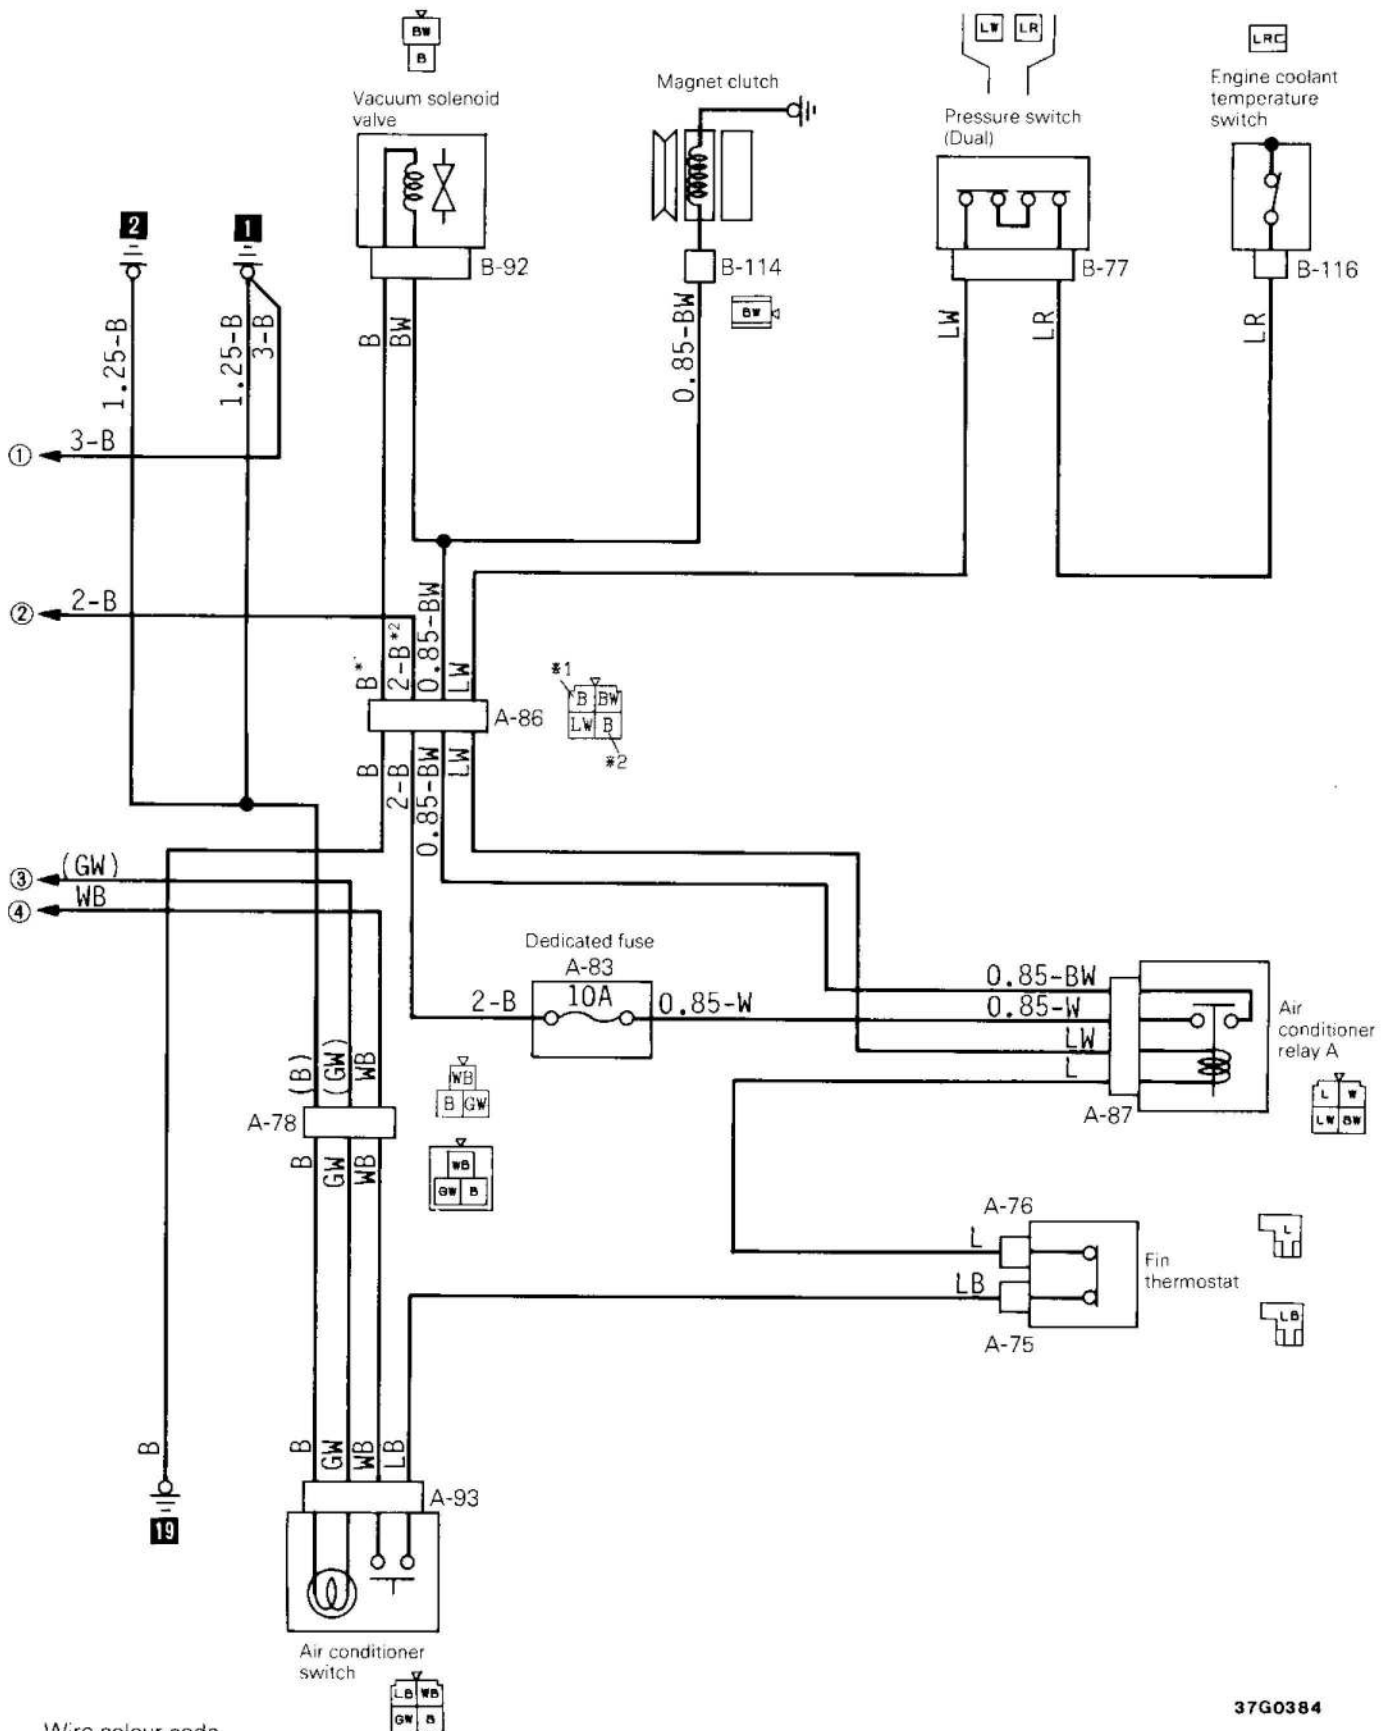 BW
B
Vacuum solenoid
valve
B-92
Magnet clutch
B-114
BW
LW LR
Pressure switch
(Dual)
B-77
LRC
Engine coolant
temperature
switch
B-116
2
1
1.25-B
1.25-B
3-B
B
BW
0.85-BW
LW
LR
LR
① 3-B
② 2-B
B*1
2-B*2
0.85-BW
LW
A-86
*1
B BW
LW B
*2
B
2-B
0.85-BW
LW
③ (GW)
④ WB
Dedicated fuse
A-83
10A
2-B
0.85-W
0.85-BW
0.85-W
LW
L
Air
conditioner
relay A
A-87
L W
LW BW
(B)
(GW)
WB
A-78
WB
B GW
B
GW
WB
WB
GW B
A-76
L
LB
A-75
Fin
thermostat
L
LB
B
19
B
GW
WB
LB
A-93
Air conditioner
switch
LB WB
GW B
37G0384
Wire colour code